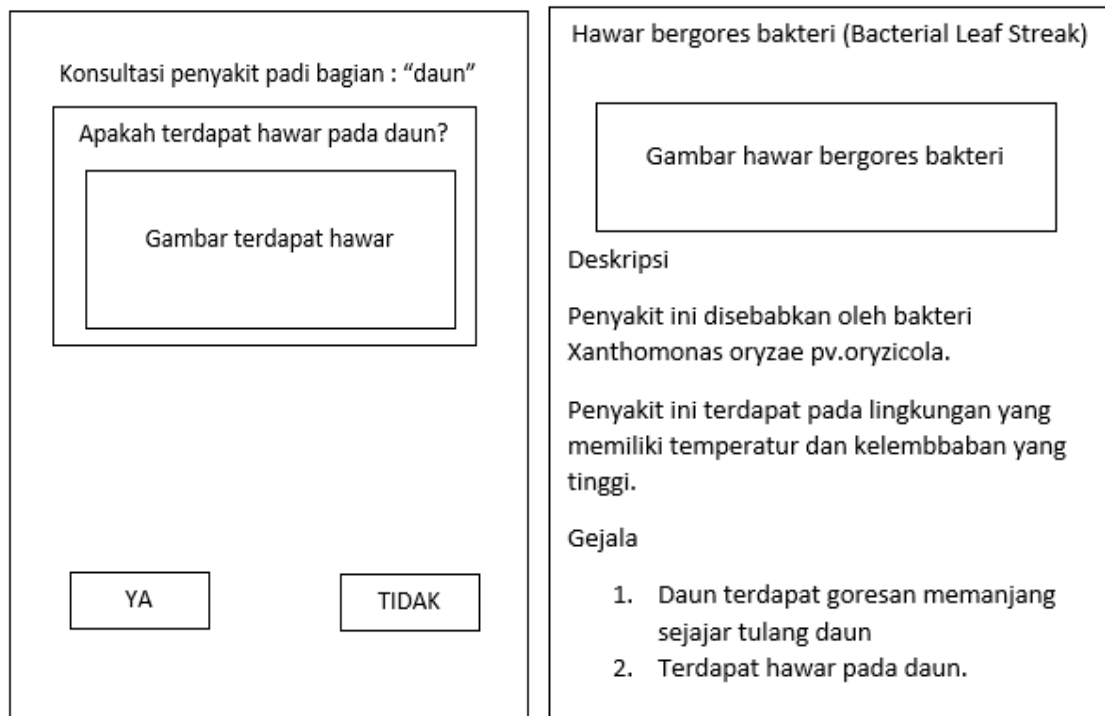 Konsultasi penyakit padi bagian : “daun”
Apakah terdapat hawar pada daun?
Gambar terdapat hawar
YA
TIDAK
Hawar bergores bakteri (Bacterial Leaf Streak)
Gambar hawar bergores bakteri
Deskripsi
Penyakit ini disebabkan oleh bakteri
Xanthomonas oryzae pv.oryzicola.
Penyakit ini terdapat pada lingkungan yang
memiliki temperatur dan kelembbaban yang
tinggi.
Gejala
1. Daun terdapat goresan memanjang
sejajar tulang daun
2. Terdapat hawar pada daun.